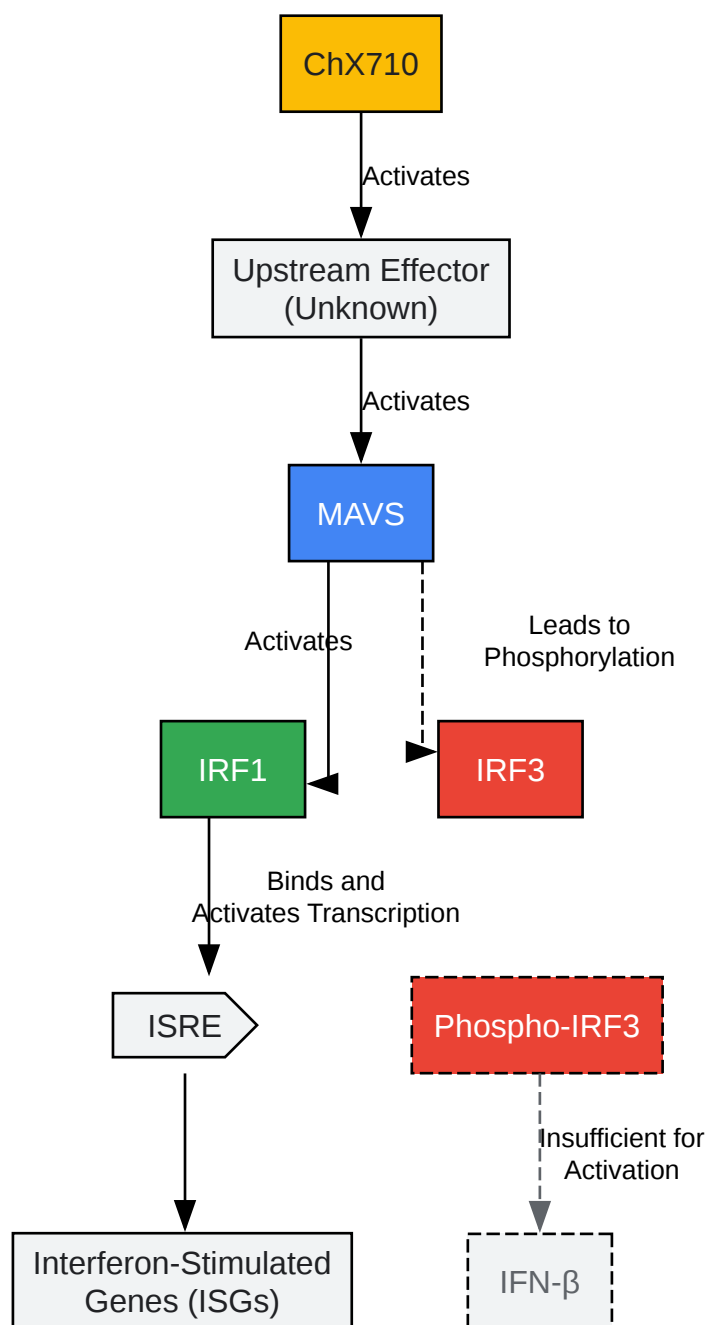 ChX710
Activates
Upstream Effector
(Unknown)
Activates
MAVS
Activates
Leads to
Phosphorylation
IRF1
IRF3
Binds and
Activates Transcription
ISRE
Phospho-IRF3
Insufficient for
Activation
Interferon-Stimulated
Genes (ISGs)
IFN-β